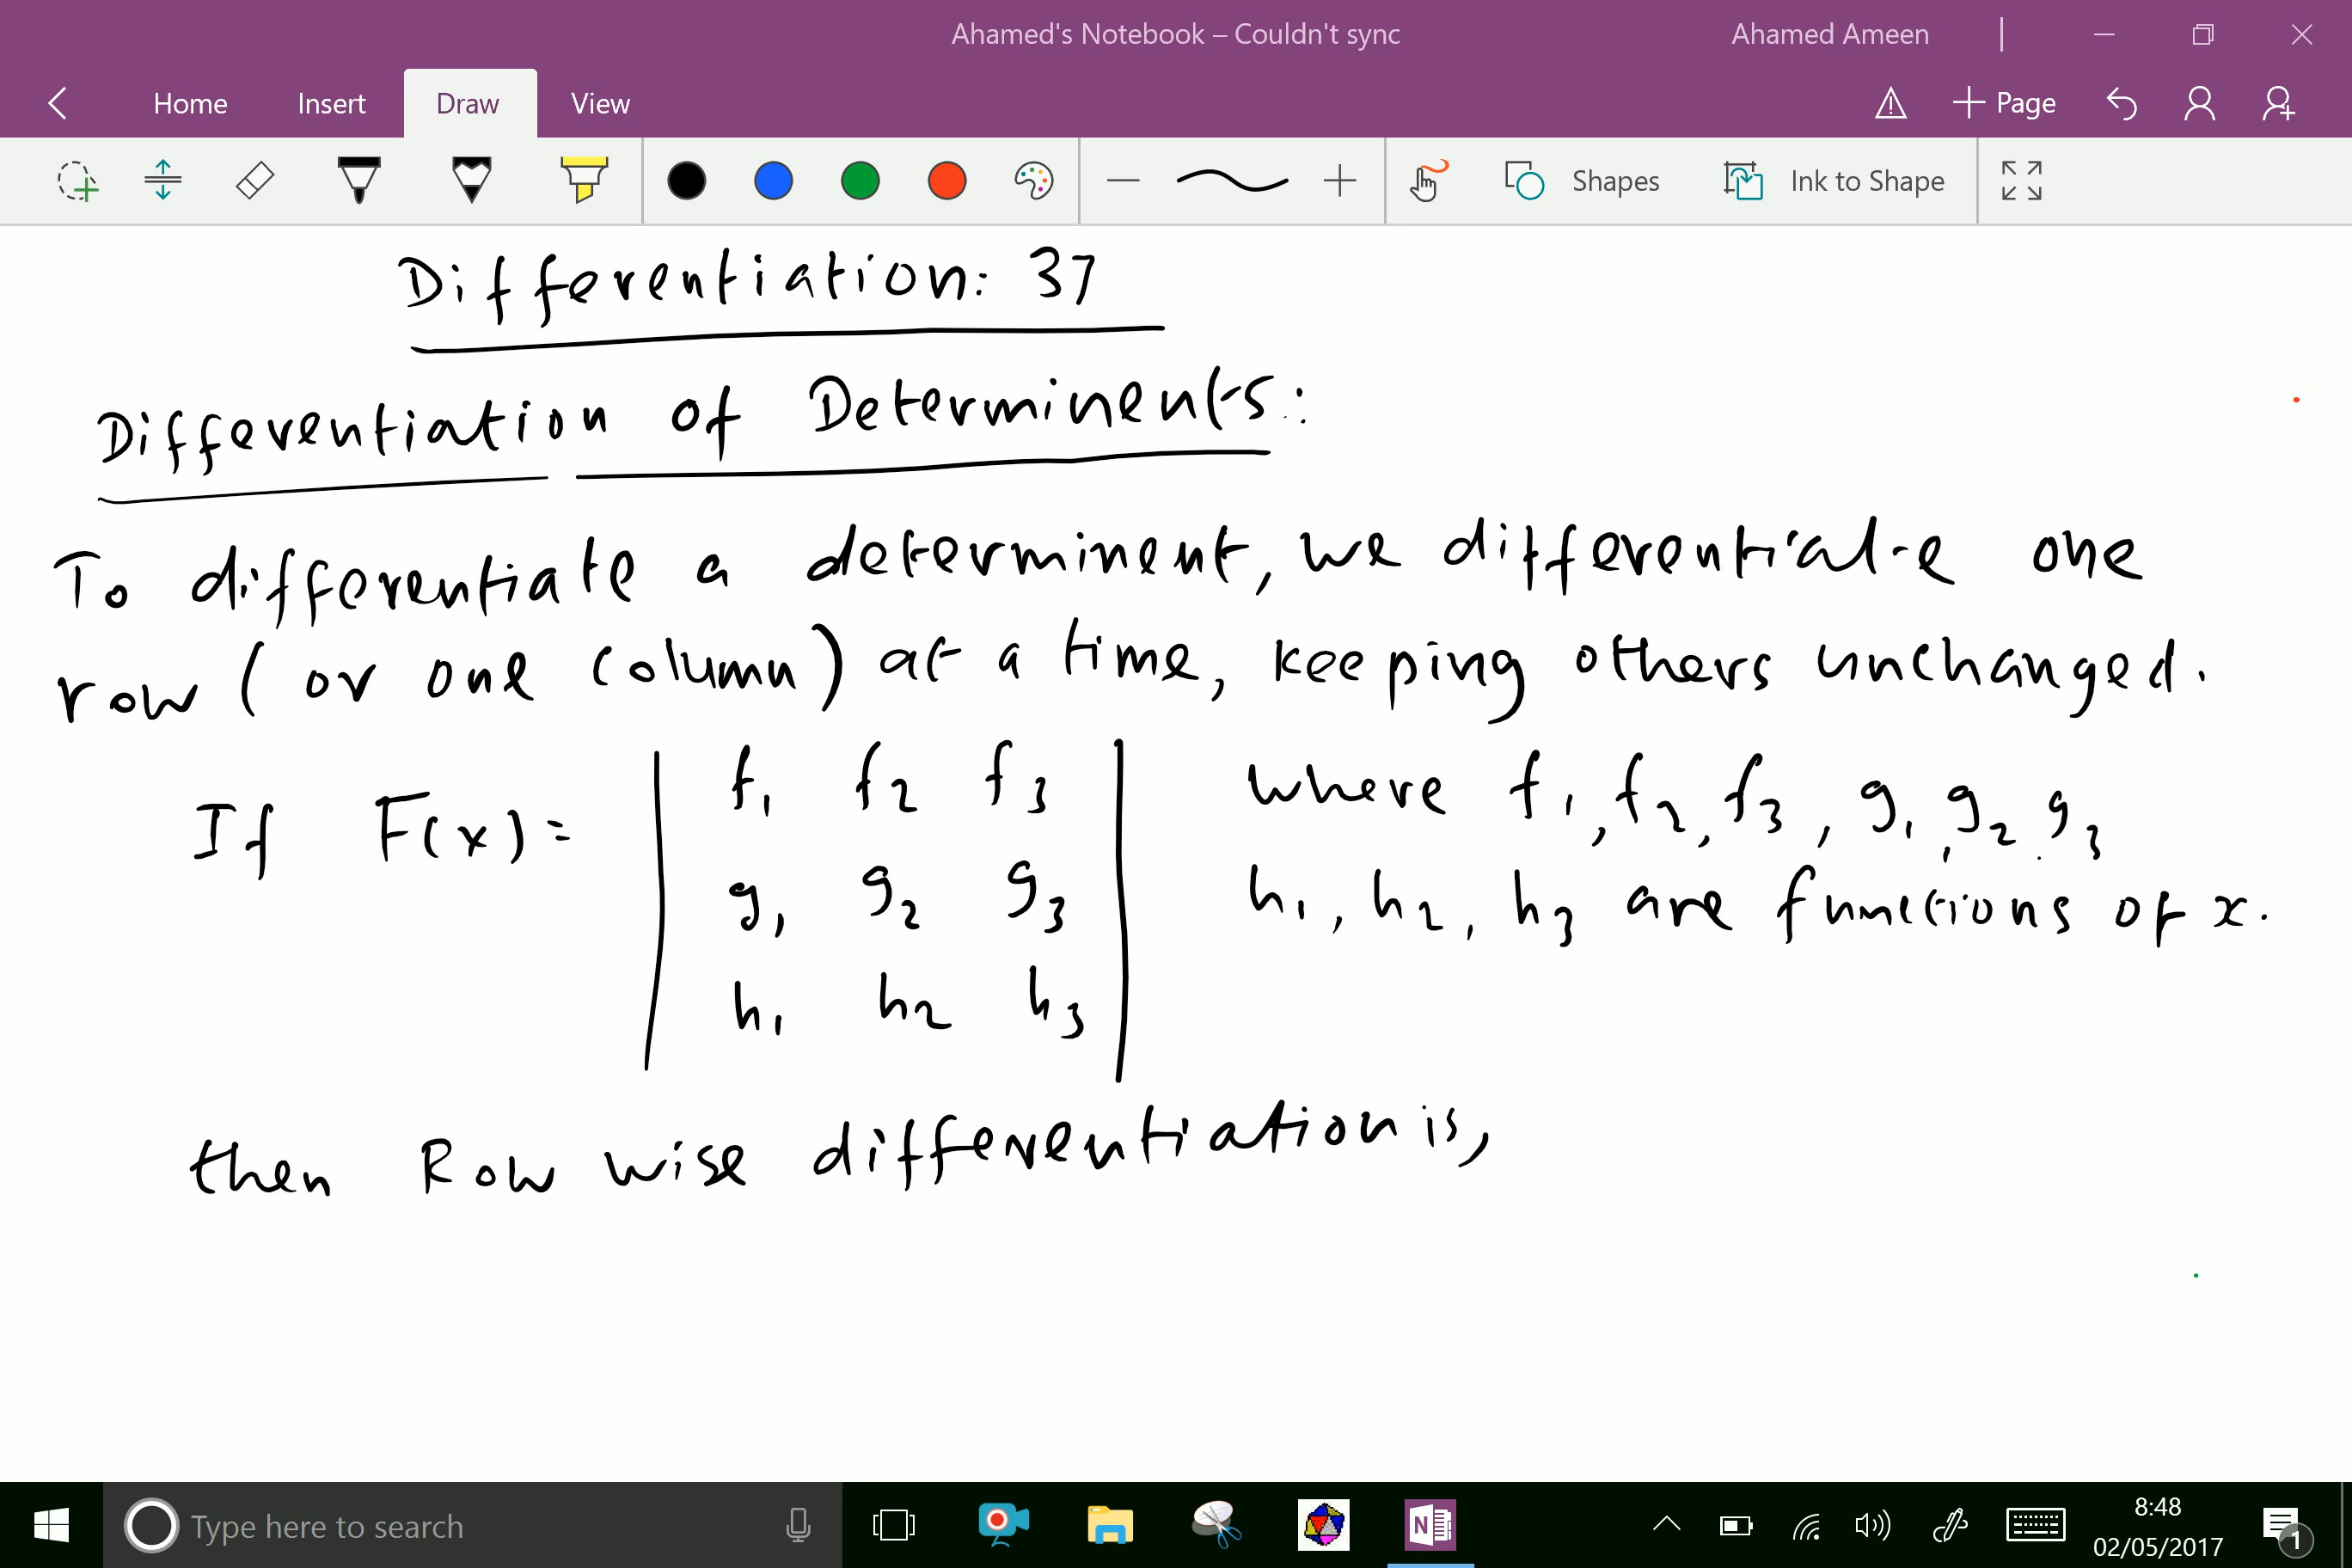 Ahamed's Notebook – Couldn't sync
Ahamed Ameen
Home Insert Draw View
Page
Shapes Ink to Shape
Differentiation: 37
Differentiation of Determinents:
To differentiate a determinent, we differentiate one
row (or one column) at a time, keeping others unchanged.
If F(x) = | f₁ f₂ f₃ | where f₁, f₂, f₃, g₁, g₂, g₃
| g₁ g₂ g₃ | h₁, h₂, h₃ are functions of x.
| h₁ h₂ h₃ |
then Row wise differentiation is,
Type here to search
N
8:48
02/05/2017
1